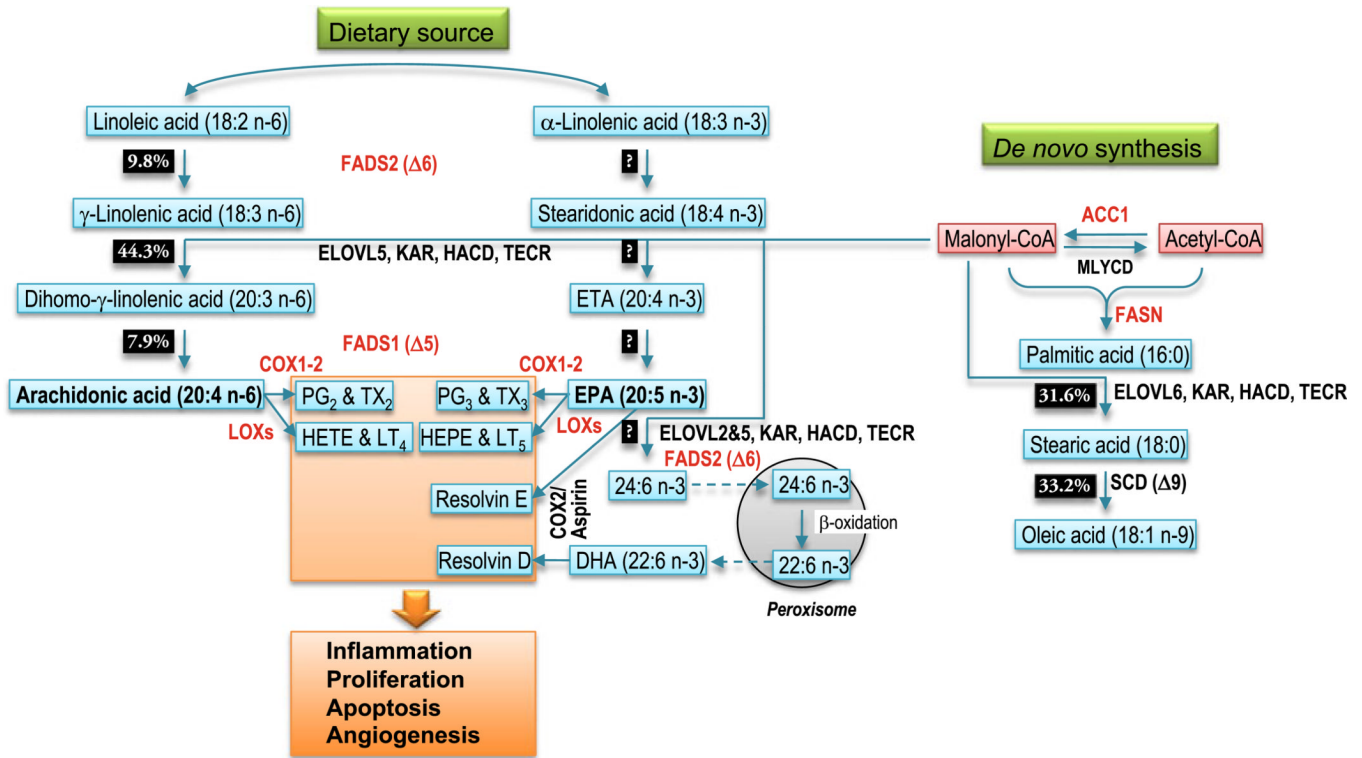 Dietary source
Linoleic acid (18:2 n-6)
α-Linolenic acid (18:3 n-3)
9.8%
FADS2 (Δ6)
?
γ-Linolenic acid (18:3 n-6)
Stearidonic acid (18:4 n-3)
44.3%
ELOVL5, KAR, HACD, TECR
?
Dihomo-γ-linolenic acid (20:3 n-6)
ETA (20:4 n-3)
7.9%
FADS1 (Δ5)
?
COX1-2
COX1-2
Arachidonic acid (20:4 n-6)
PG2 & TX2
PG3 & TX3
EPA (20:5 n-3)
LOXs
HETE & LT4
HEPE & LT5
LOXs
?
ELOVL2&5, KAR, HACD, TECR
FADS2 (Δ6)
24:6 n-3
24:6 n-3
Resolvin E
COX2/
Aspirin
β-oxidation
Resolvin D
DHA (22:6 n-3)
22:6 n-3
Peroxisome
Inflammation
Proliferation
Apoptosis
Angiogenesis
De novo synthesis
ACC1
Malonyl-CoA
Acetyl-CoA
MLYCD
FASN
Palmitic acid (16:0)
31.6%
ELOVL6, KAR, HACD, TECR
Stearic acid (18:0)
33.2%
SCD (Δ9)
Oleic acid (18:1 n-9)